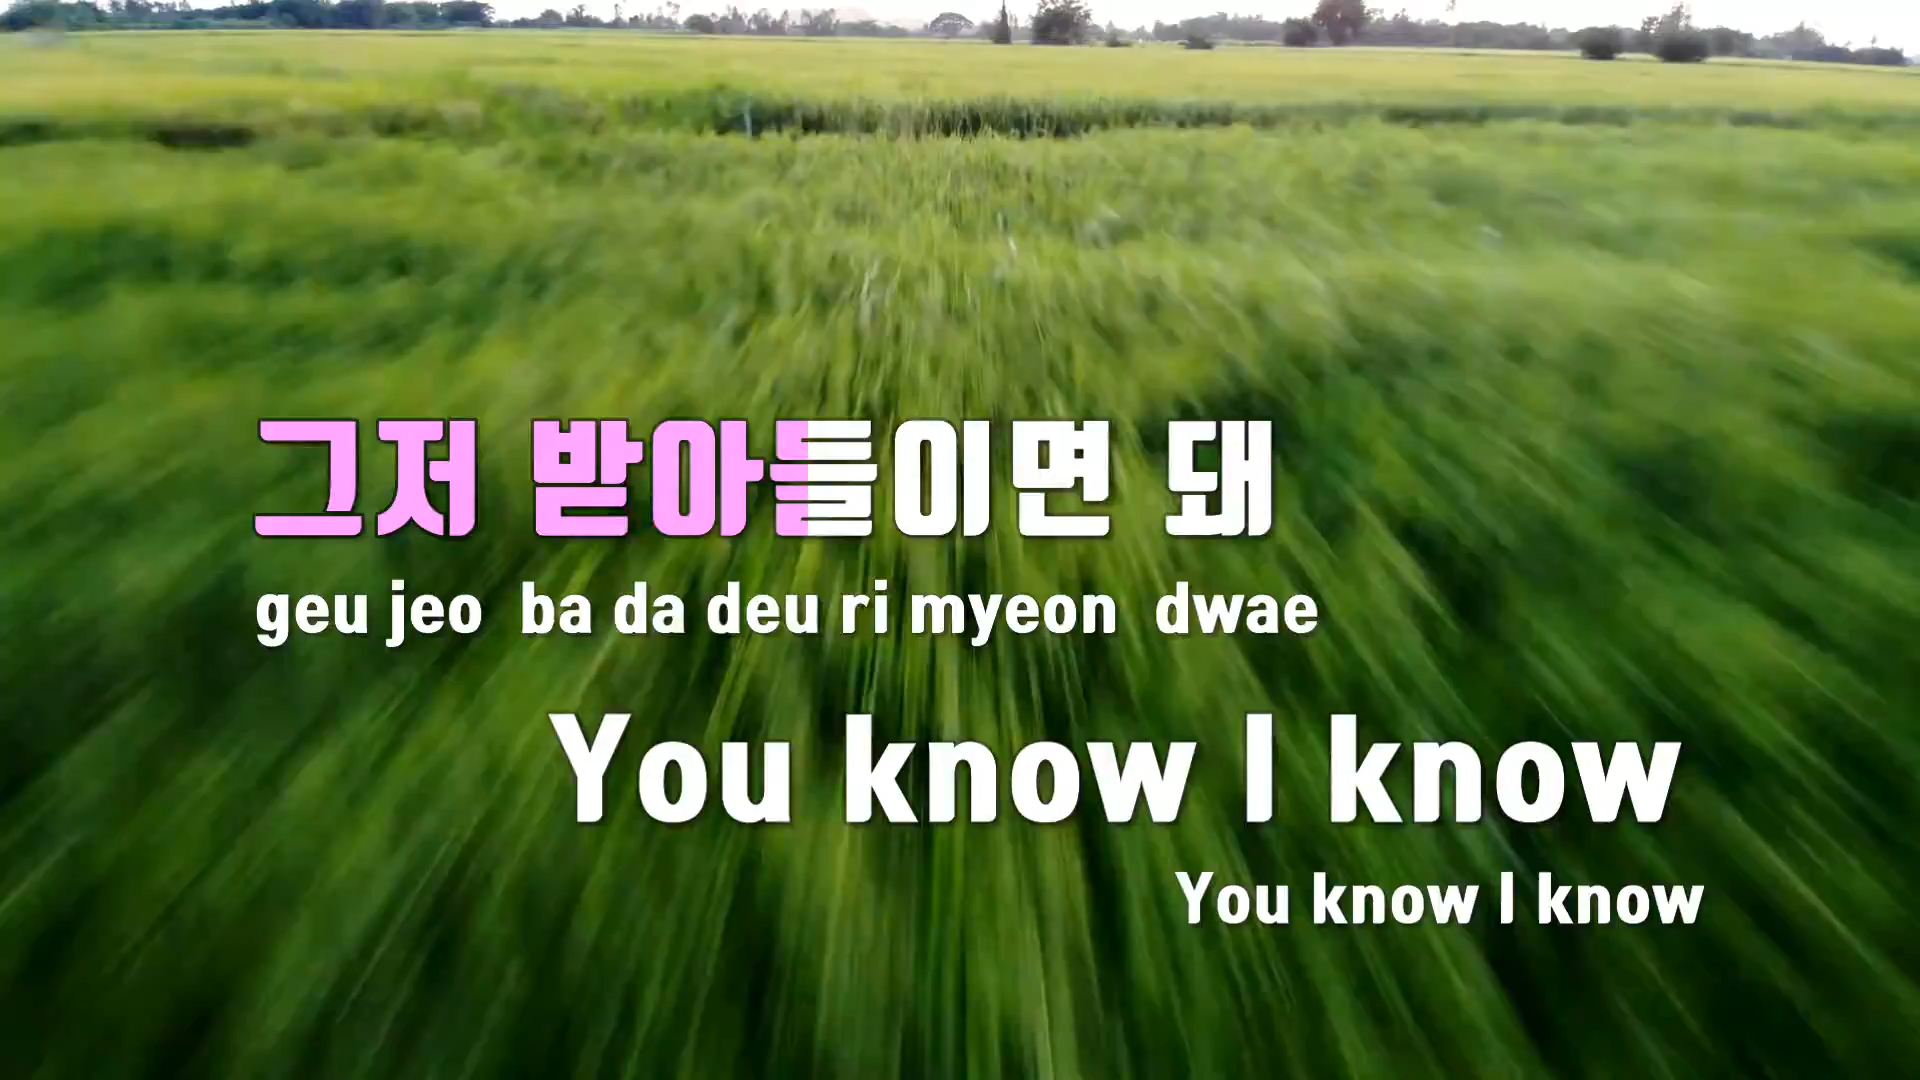 그저 받아들이면 돼
geu jeo ba da deu ri myeon dwae
You know I know
You know I know